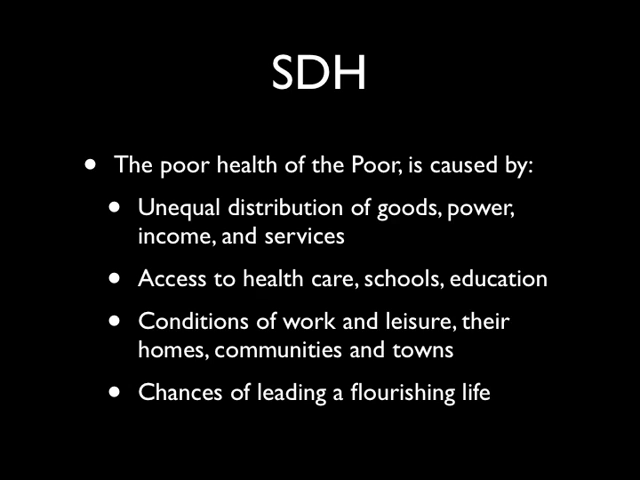 SDH
• The poor health of the Poor, is caused by:
• Unequal distribution of goods, power,
income, and services
• Access to health care, schools, education
• Conditions of work and leisure, their
homes, communities and towns
• Chances of leading a flourishing life